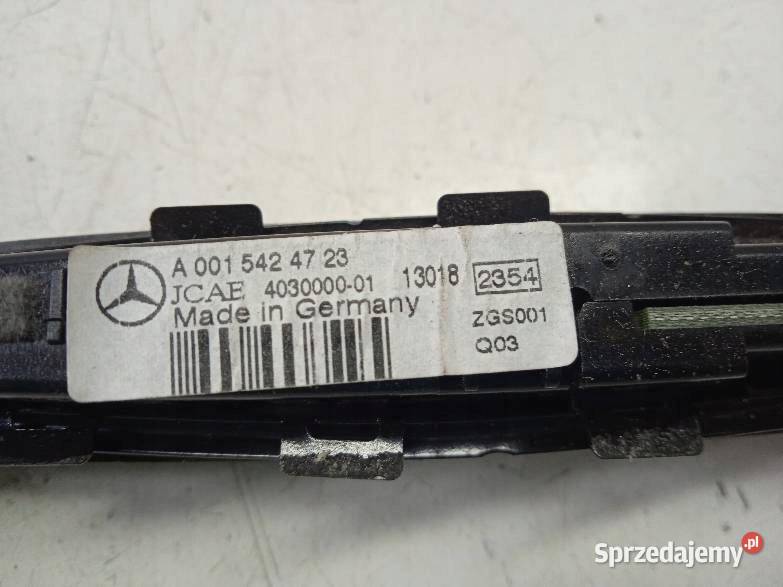 A 001 542 47 23
JCAE 4030000-01 13018 2354
Made in Germany
ZGS001
Q03
Sprzedajemy.pl